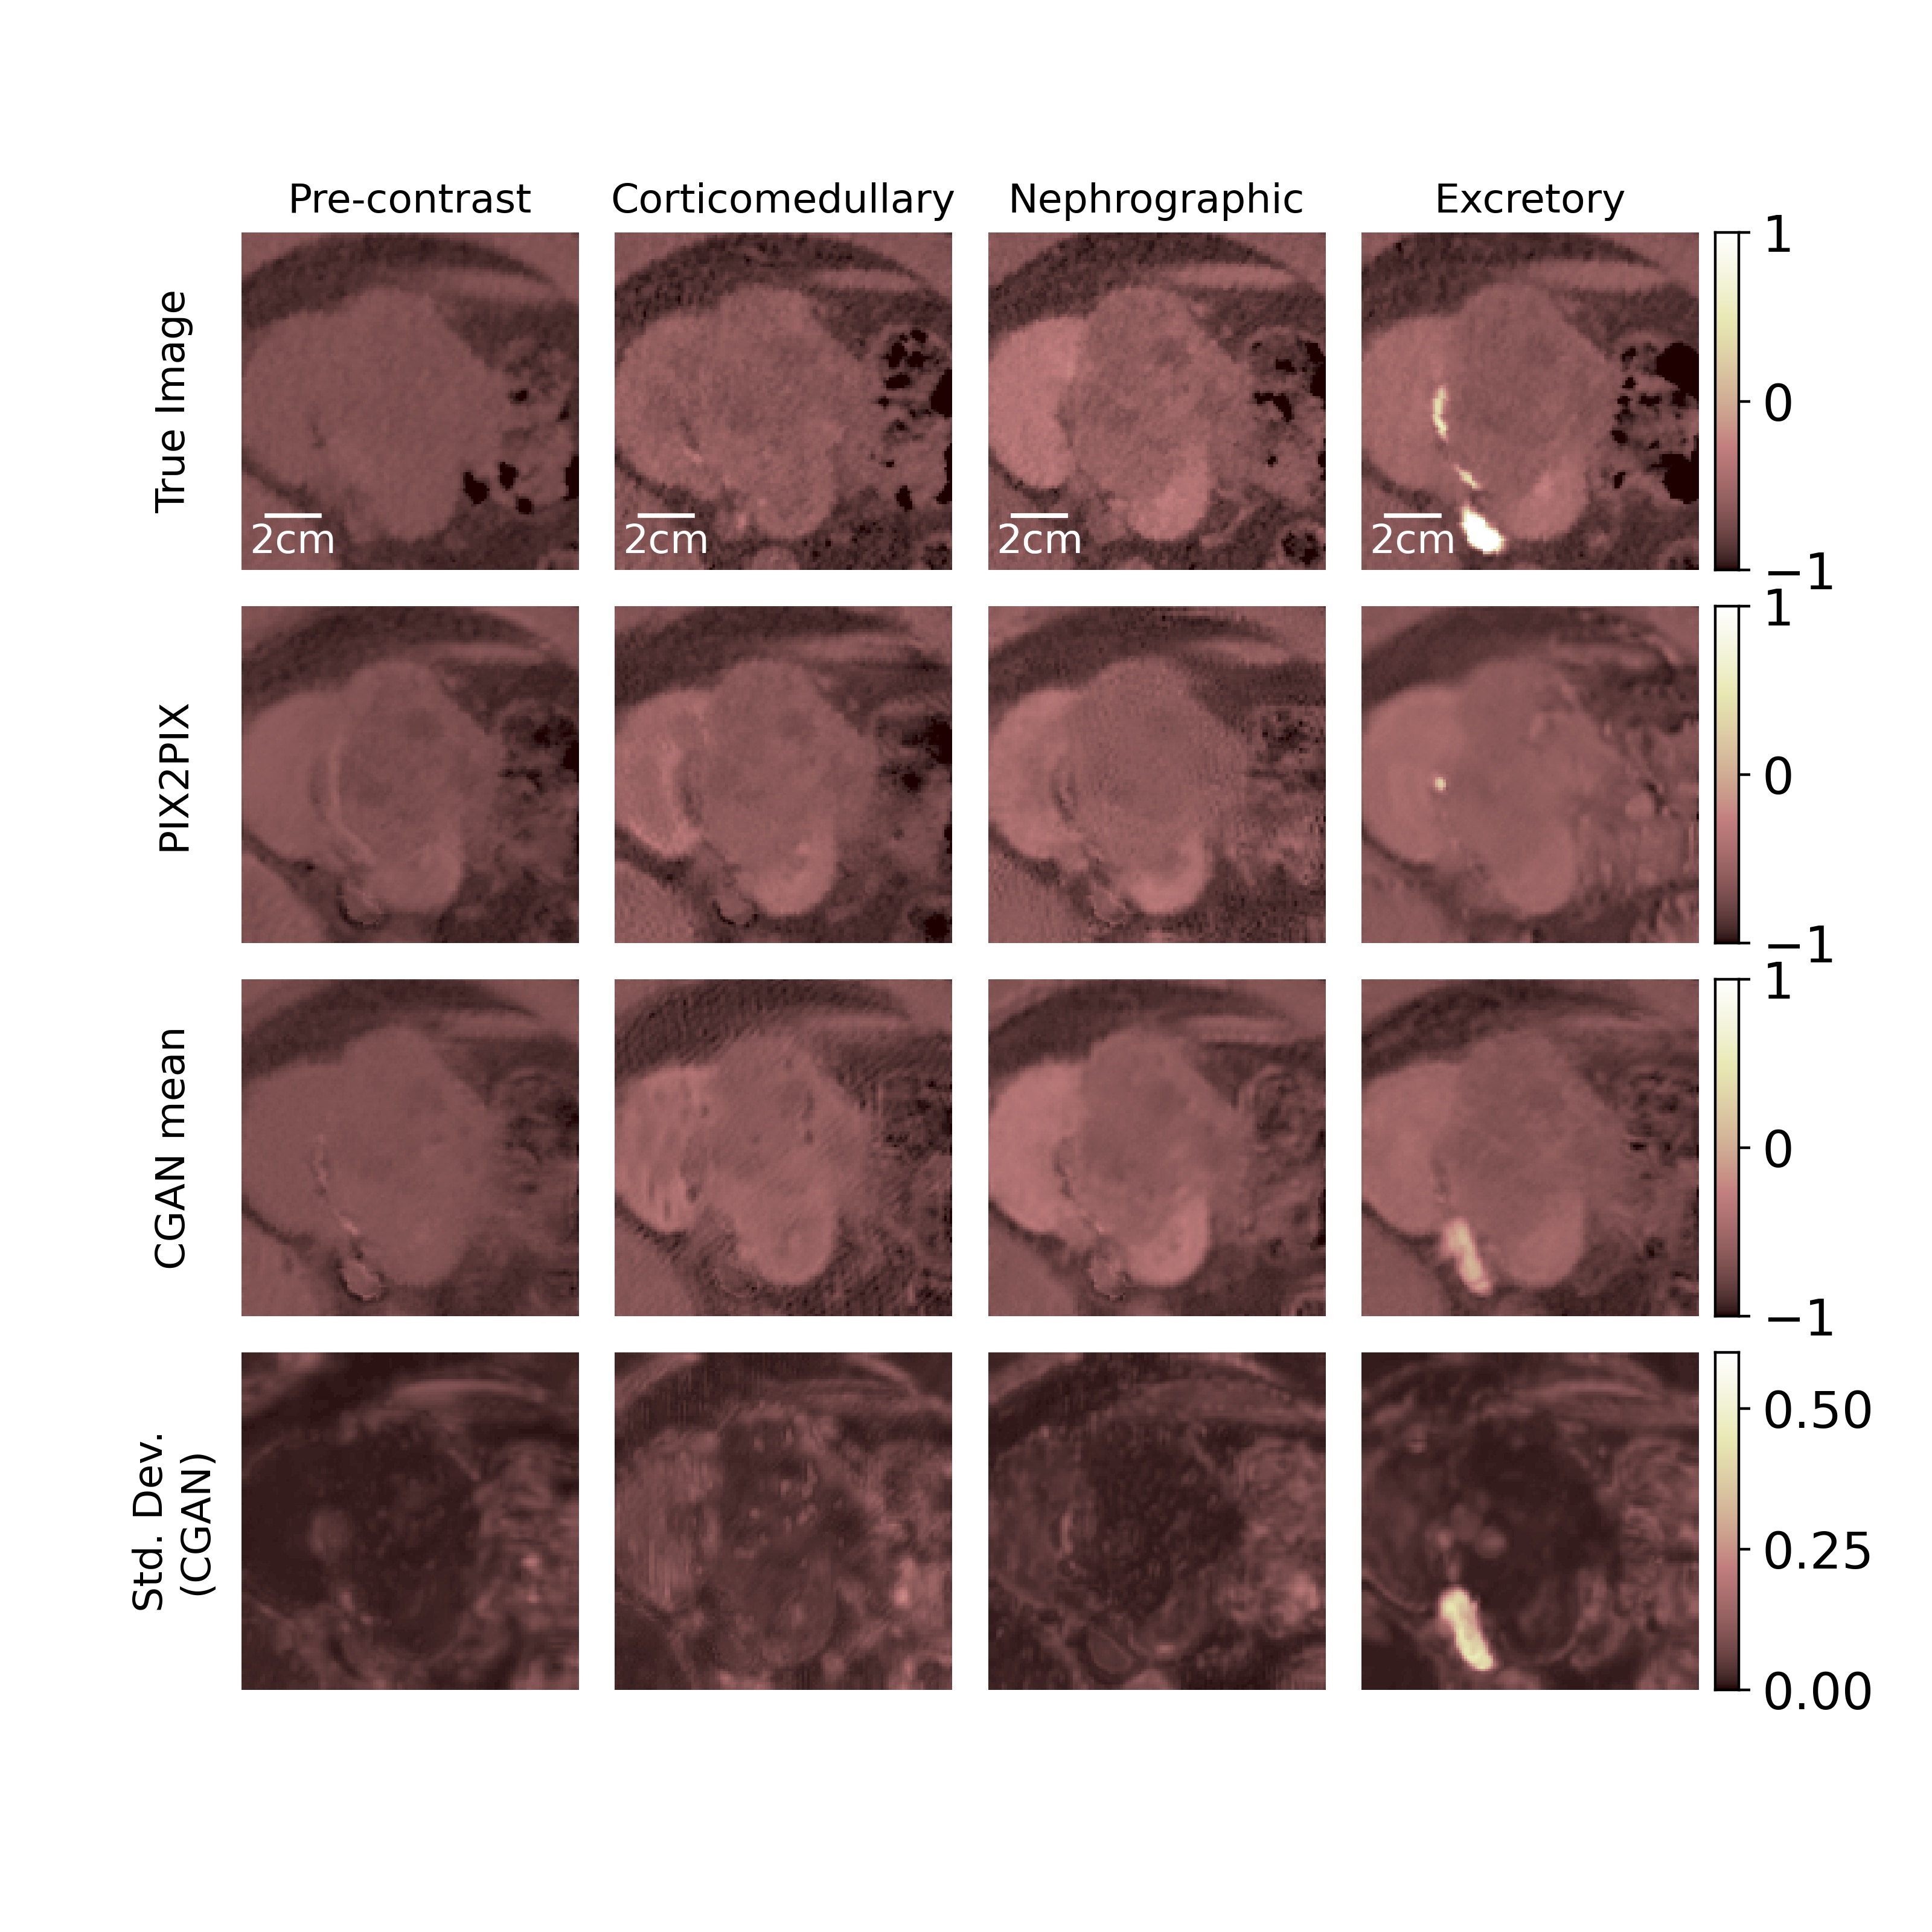 Pre-contrast
Corticomedullary
Nephrographic
Excretory
True Image
2cm
2cm
2cm
2cm
1
0
−1
PIX2PIX
1
0
−1
CGAN mean
1
0
−1
Std. Dev.
(CGAN)
0.50
0.25
0.00